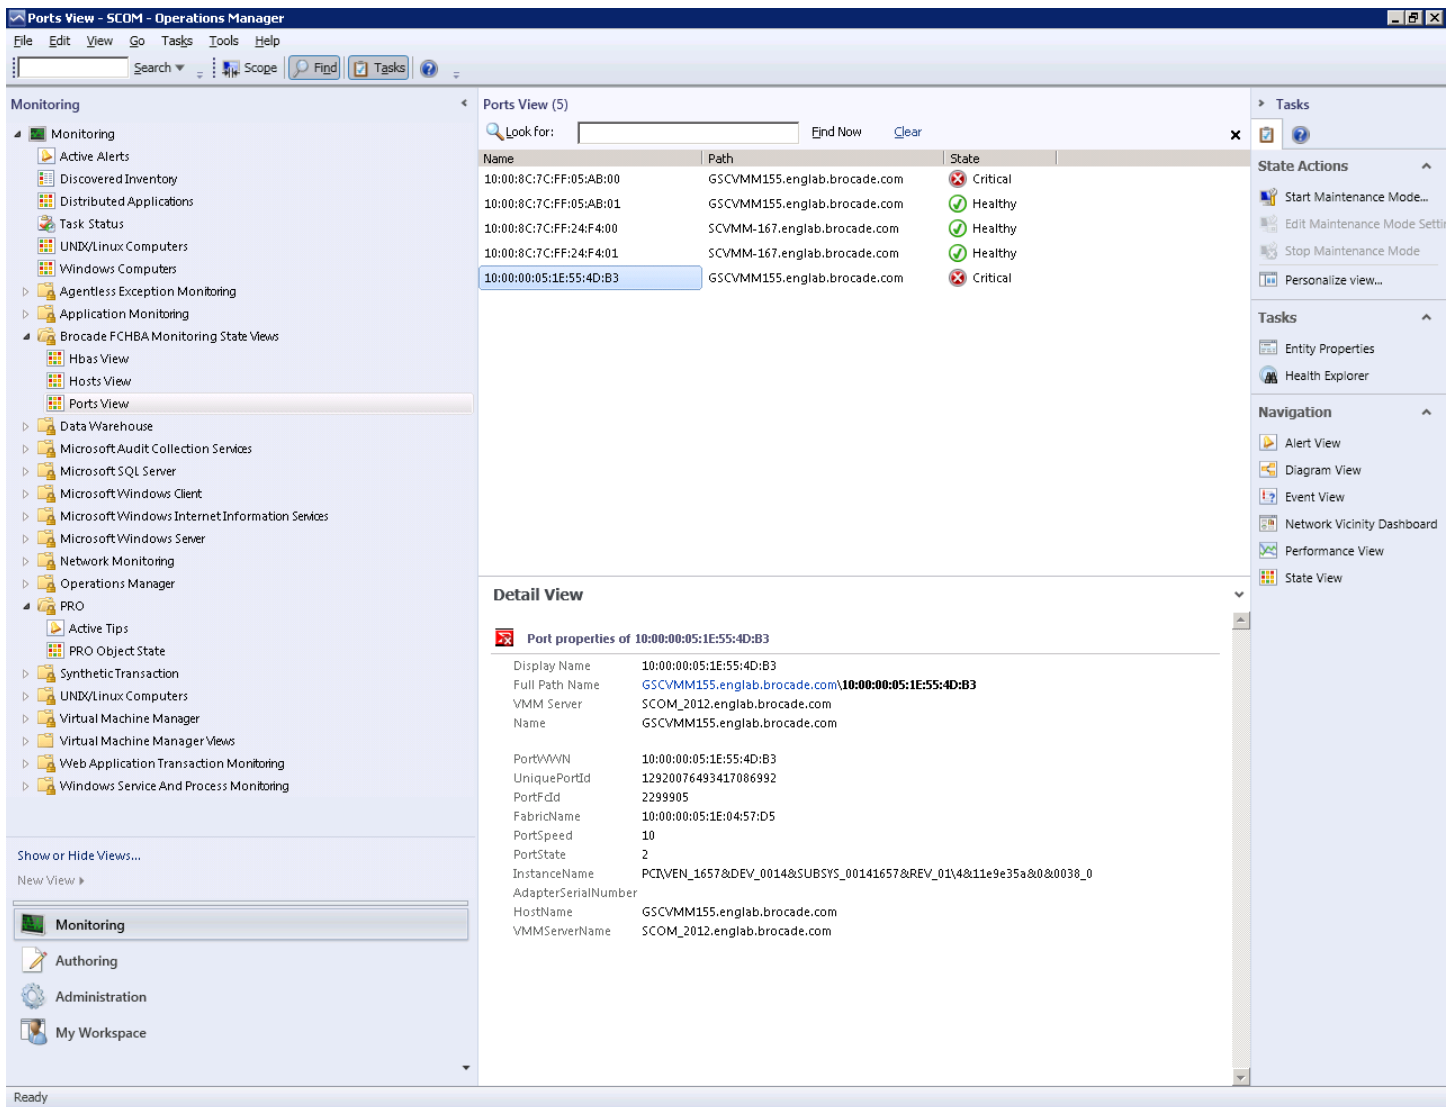 Ports View - SCOM - Operations Manager
File Edit View Go Tasks Tools Help
Search Scope Find Tasks
Monitoring
Monitoring
Active Alerts
Discovered Inventory
Distributed Applications
Task Status
UNIX/Linux Computers
Windows Computers
Agentless Exception Monitoring
Application Monitoring
Brocade FCHBA Monitoring State Views
Hbas View
Hosts View
Ports View
Data Warehouse
Microsoft Audit Collection Services
Microsoft SQL Server
Microsoft Windows Client
Microsoft Windows Internet Information Services
Microsoft Windows Server
Network Monitoring
Operations Manager
PRO
Active Tips
PRO Object State
Synthetic Transaction
UNIX/Linux Computers
Virtual Machine Manager
Virtual Machine Manager Views
Web Application Transaction Monitoring
Windows Service And Process Monitoring
Show or Hide Views...
New View
Monitoring
Authoring
Administration
My Workspace
Ready
Ports View (5)
Look for: Find Now Clear
Name Path State
10:00:8C:7C:FF:05:AB:00 GSCVMM155.englab.brocade.com Critical
10:00:8C:7C:FF:05:AB:01 GSCVMM155.englab.brocade.com Healthy
10:00:8C:7C:FF:24:F4:00 SCVMM-167.englab.brocade.com Healthy
10:00:8C:7C:FF:24:F4:01 SCVMM-167.englab.brocade.com Healthy
10:00:00:05:1E:55:4D:B3 GSCVMM155.englab.brocade.com Critical
Detail View
Port properties of 10:00:00:05:1E:55:4D:B3
Display Name 10:00:00:05:1E:55:4D:B3
Full Path Name GSCVMM155.englab.brocade.com\10:00:00:05:1E:55:4D:B3
VMM Server SCOM_2012.englab.brocade.com
Name GSCVMM155.englab.brocade.com
PortWWN 10:00:00:05:1E:55:4D:B3
UniquePortId 12920076493417086992
PortFcId 2299905
FabricName 10:00:00:05:1E:04:57:D5
PortSpeed 10
PortState 2
InstanceName PCI\VEN_1657&DEV_0014&SUBSYS_00141657&REV_01\4&11e9e35a&0&0038_0
AdapterSerialNumber
HostName GSCVMM155.englab.brocade.com
VMMServerName SCOM_2012.englab.brocade.com
Tasks
State Actions
Start Maintenance Mode...
Edit Maintenance Mode Settin
Stop Maintenance Mode
Personalize view...
Tasks
Entity Properties
Health Explorer
Navigation
Alert View
Diagram View
Event View
Network Vicinity Dashboard
Performance View
State View